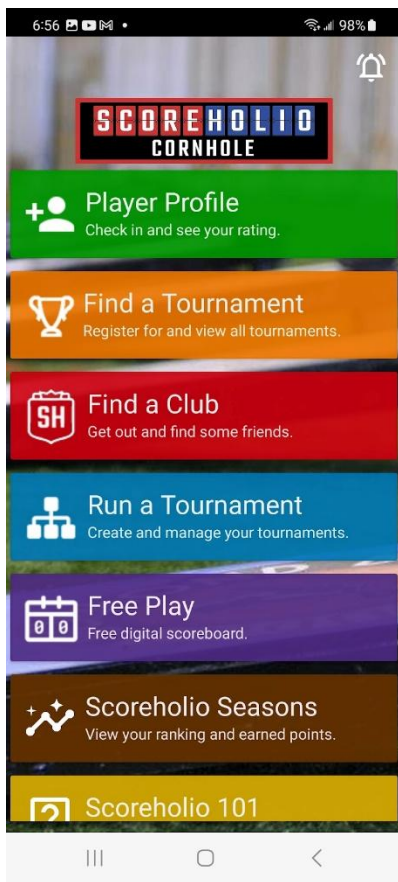 6:56 98%
SCOREHOLIO
CORNHOLE
Player Profile
Check in and see your rating.
Find a Tournament
Register for and view all tournaments.
SH
Find a Club
Get out and find some friends.
Run a Tournament
Create and manage your tournaments.
0 0
Free Play
Free digital scoreboard.
Scoreholio Seasons
View your ranking and earned points.
?
Scoreholio 101